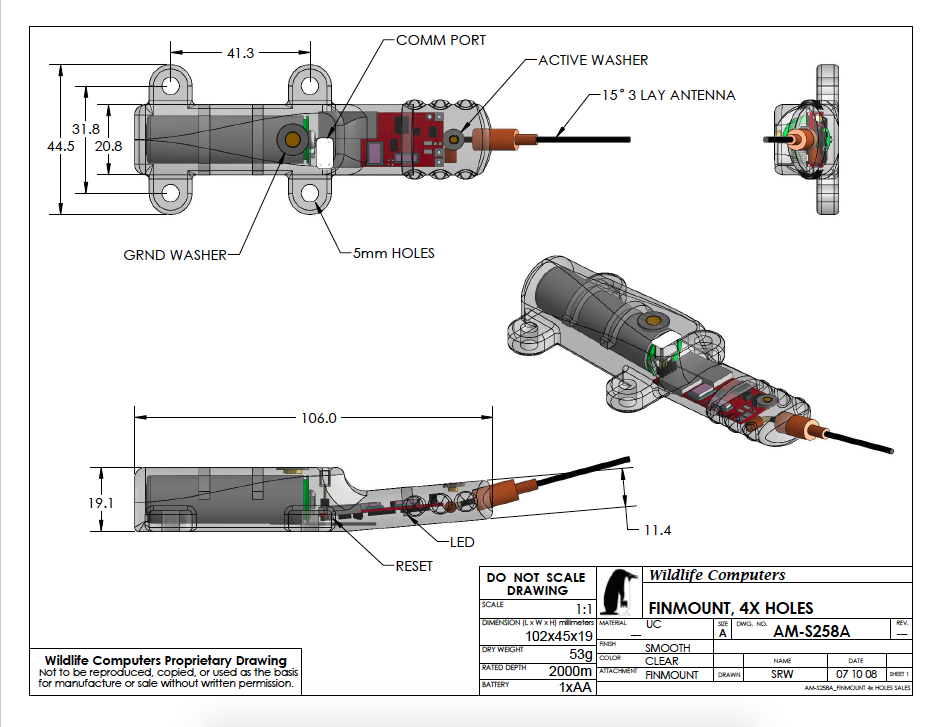 COMM PORT
41.3
ACTIVE WASHER
15° 3 LAY ANTENNA
31.8
44.5
20.8
GRND WASHER
5mm HOLES
106.0
19.1
11.4
LED
RESET
DO NOT SCALE
DRAWING
SCALE
1:1
DIMENSION (L x W x H) millimeters
102x45x19
DRY WEIGHT
53g
RATED DEPTH
2000m
BATTERY
1xAA
Wildlife Computers
FINMOUNT, 4X HOLES
MATERIAL
UC
---
SIZE
A
DWG. NO.
AM-S258A
REV.
---
FINISH
SMOOTH
COLOR
CLEAR
ATTACHMENT
FINMOUNT
NAME
DATE
DRAWN
SRW
07 10 08
SHEET 1
AM-S258A_FINMOUNT 4x HOLES SALES
Wildlife Computers Proprietary Drawing
Not to be reproduced, copied, or used as the basis
for manufacture or sale without written permission.